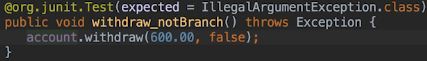 @org.junit.Test(expected = IllegalArgumentException.class)
public void withdraw_notBranch() throws Exception {
account.withdraw(600.00, false);
}